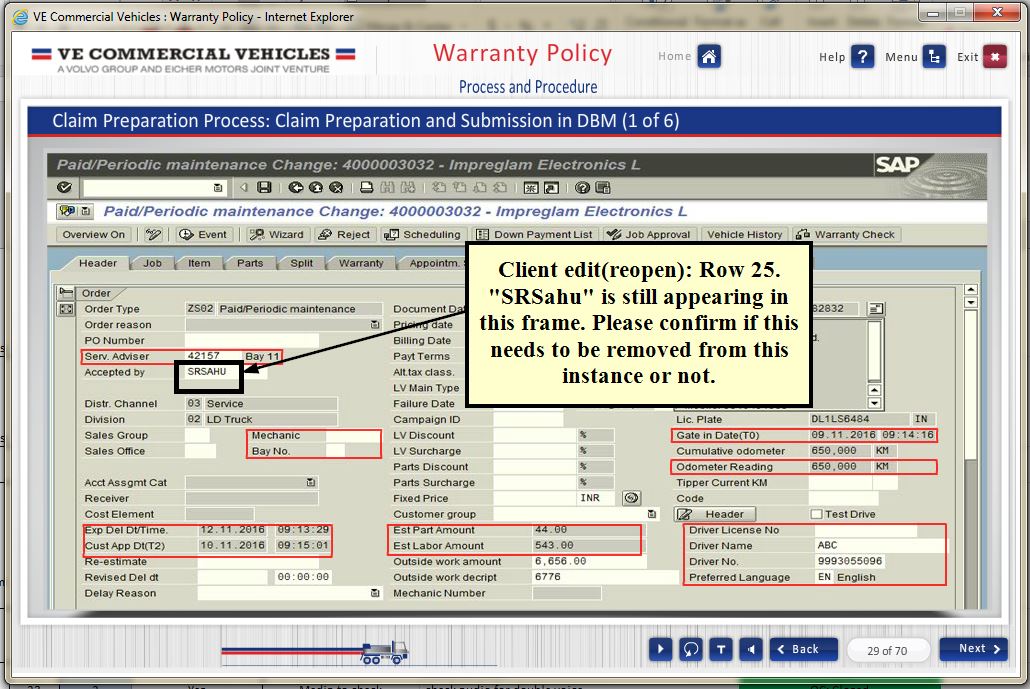 VE Commercial Vehicles : Warranty Policy - Internet Explorer
VE COMMERCIAL VEHICLES
A VOLVO GROUP AND EICHER MOTORS JOINT VENTURE
Warranty Policy
Process and Procedure
Home
Help ?
Menu
Exit
Claim Preparation Process: Claim Preparation and Submission in DBM (1 of 6)
Paid/Periodic maintenance Change: 4000003032 - Impreglam Electronics L
SAP
Paid/Periodic maintenance Change: 4000003032 - Impreglam Electronics L
Overview On Event Wizard Reject Scheduling Down Payment List Job Approval Vehicle History Warranty Check
Header Job Item Parts Split Warranty Appointm.
Client edit(reopen): Row 25.
"SRSahu" is still appearing in
this frame. Please confirm if this
needs to be removed from this
instance or not.
Order
Order Type ZS02 Paid/Periodic maintenance
Order reason
PO Number
Serv. Adviser 42157 Bay 11
Accepted by SRSAHU
Distr. Channel 03 Service
Division 02 LD Truck
Sales Group Mechanic
Sales Office Bay No.
Acct Assgmt Cat
Receiver
Cost Element
Exp Del Dt/Time. 12.11.2016 09:13:29
Cust App Dt(T2) 10.11.2016 09:15:01
Re-estimate
Revised Del dt 00:00:00
Delay Reason
Document Dat
Pricing date
Billing Date
Payt Terms
Alt.tax class.
LV Main Type
Failure Date
Campaign ID
LV Discount %
LV Surcharge %
Parts Discount %
Parts Surcharge %
Fixed Price INR
Customer group
Est Part Amount 44.00
Est Labor Amount 543.00
Outside work amount 6,656.00
Outside work decript 6776
Mechanic Number
82832
Lic. Plate DL1LS6484 IN
Gate in Date(T0) 09.11.2016 09:14:16
Cumulative odometer 650,000 KM
Odometer Reading 650,000 KM
Tipper Current KM
Code
Header Test Drive
Driver License No
Driver Name ABC
Driver No. 9993055096
Preferred Language EN English
T
Back
29 of 70
Next